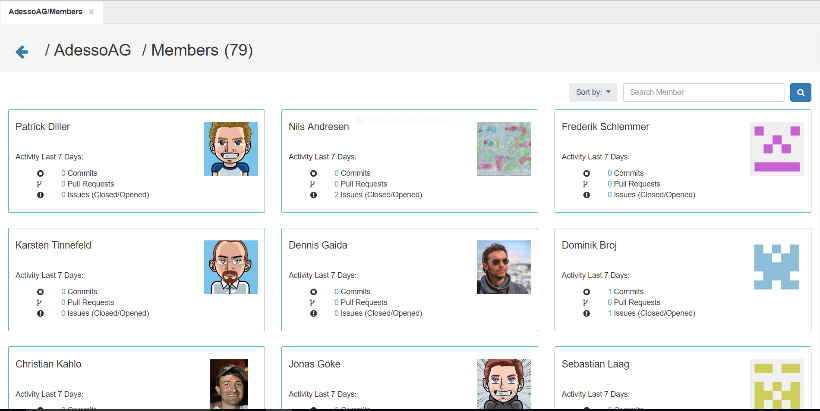 AdessoAG/Members ×
/ AdessoAG / Members (79)
Sort by: Search Member
Patrick Diller
Activity Last 7 Days:
0 Commits
0 Pull Requests
0 Issues (Closed/Opened)
Nils Andresen
Activity Last 7 Days:
0 Commits
0 Pull Requests
2 Issues (Closed/Opened)
Frederik Schlemmer
Activity Last 7 Days:
0 Commits
0 Pull Requests
0 Issues (Closed/Opened)
Karsten Tinnefeld
Activity Last 7 Days:
0 Commits
0 Pull Requests
0 Issues (Closed/Opened)
Dennis Gaida
Activity Last 7 Days:
0 Commits
0 Pull Requests
0 Issues (Closed/Opened)
Dominik Broj
Activity Last 7 Days:
1 Commits
0 Pull Requests
1 Issues (Closed/Opened)
Christian Kahlo
Activity Last 7 Days:
Jonas Göke
Activity Last 7 Days:
Sebastian Laag
Activity Last 7 Days: